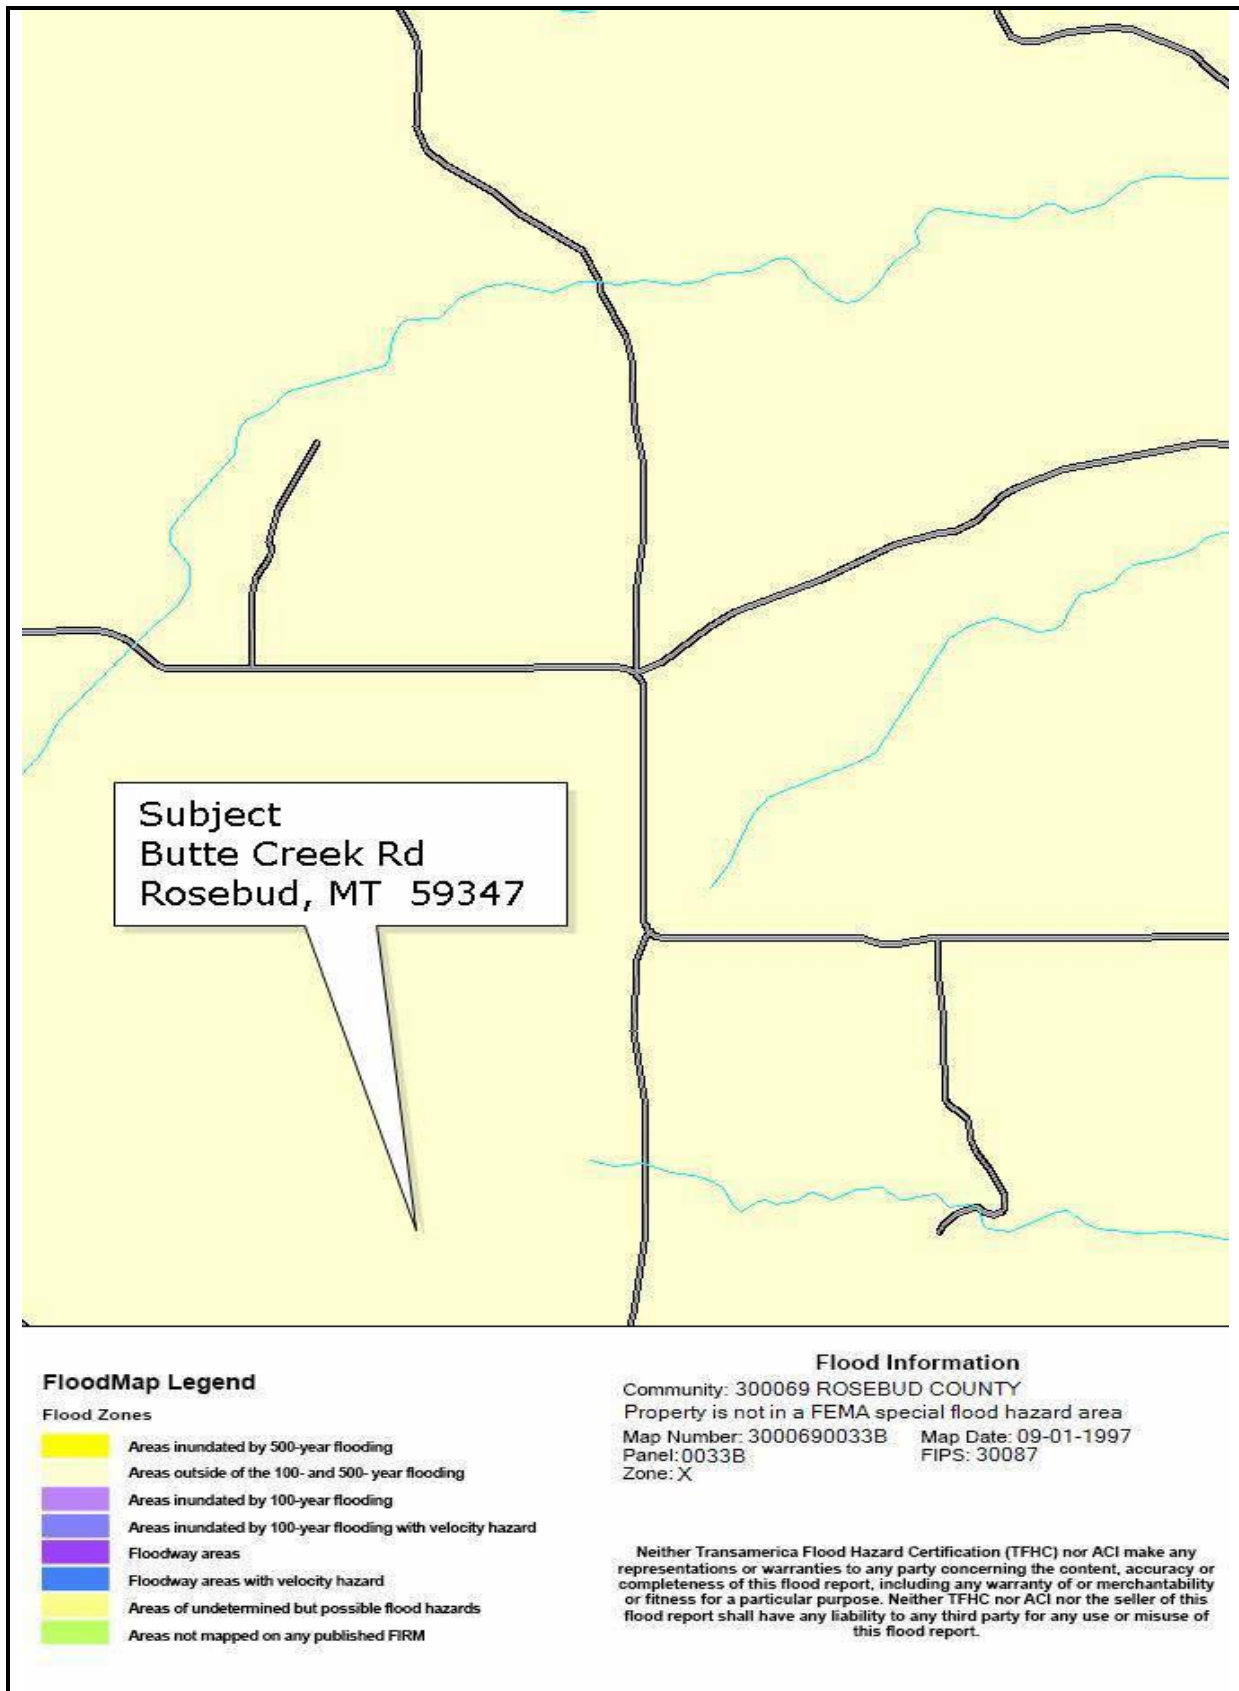 Subject
Butte Creek Rd
Rosebud, MT 59347
FloodMap Legend
Flood Zones
Areas inundated by 500-year flooding
Areas outside of the 100- and 500- year flooding
Areas inundated by 100-year flooding
Areas inundated by 100-year flooding with velocity hazard
Floodway areas
Floodway areas with velocity hazard
Areas of undetermined but possible flood hazards
Areas not mapped on any published FIRM
Flood Information
Community: 300069 ROSEBUD COUNTY
Property is not in a FEMA special flood hazard area
Map Number: 3000690033B Map Date: 09-01-1997
Panel: 0033B FIPS: 30087
Zone: X
Neither Transamerica Flood Hazard Certification (TFHC) nor ACI make any
representations or warranties to any party concerning the content, accuracy or
completeness of this flood report, including any warranty of or merchantability
or fitness for a particular purpose. Neither TFHC nor ACI nor the seller of this
flood report shall have any liability to any third party for any use or misuse of
this flood report.